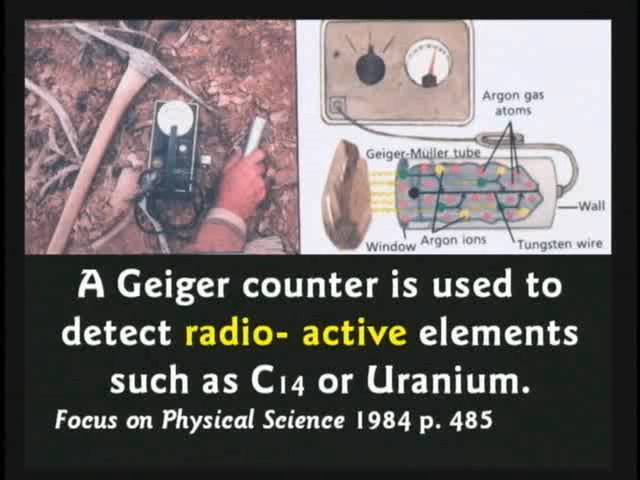 Argon gas
atoms
Geiger-Müller tube
Wall
Window
Argon ions
Tungsten wire
A Geiger counter is used to
detect radio- active elements
such as C14 or Uranium.
Focus on Physical Science 1984 p. 485